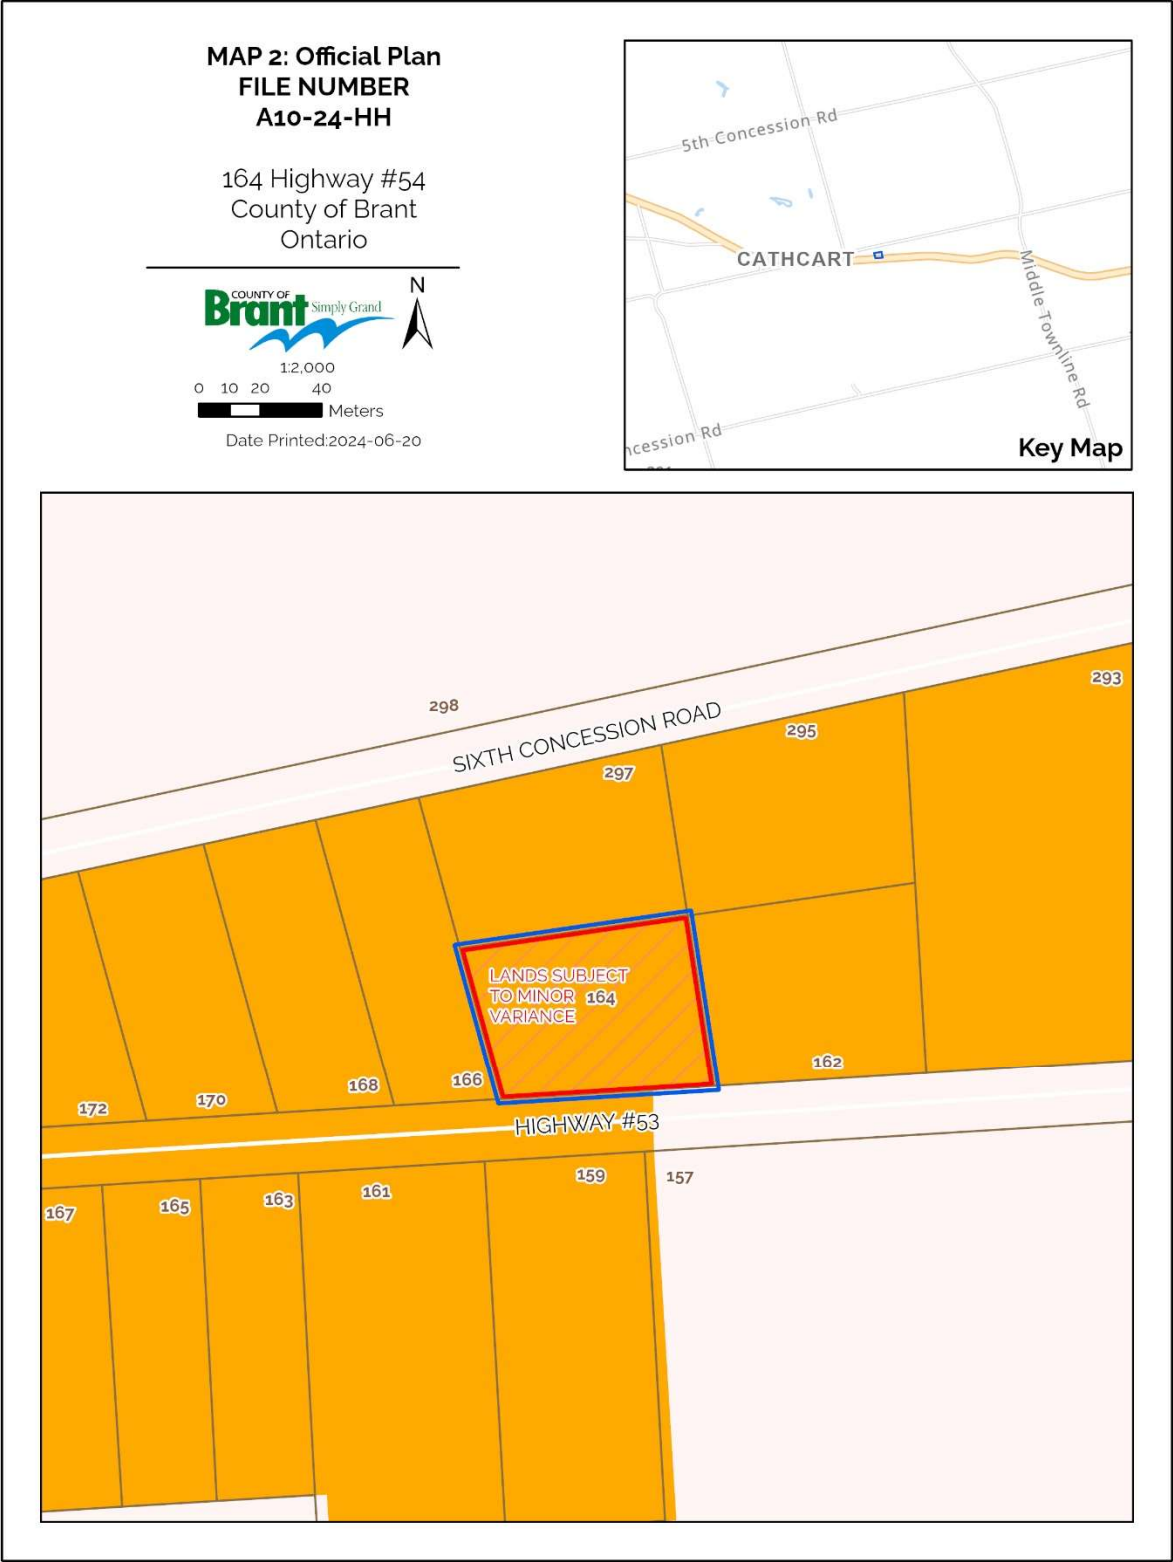 MAP 2: Official Plan
FILE NUMBER
A10-24-HH
164 Highway #54
County of Brant
Ontario
COUNTY OF
Brant Simply Grand
N
1:2,000
0 10 20 40
Meters
Date Printed:2024-06-20
5th Concession Rd
CATHCART
Middle Townline Rd
ncession Rd
Key Map
298
SIXTH CONCESSION ROAD
293
295
297
LANDS SUBJECT
TO MINOR 164
VARIANCE
172
170
168
166
162
HIGHWAY #53
167
165
163
161
159
157